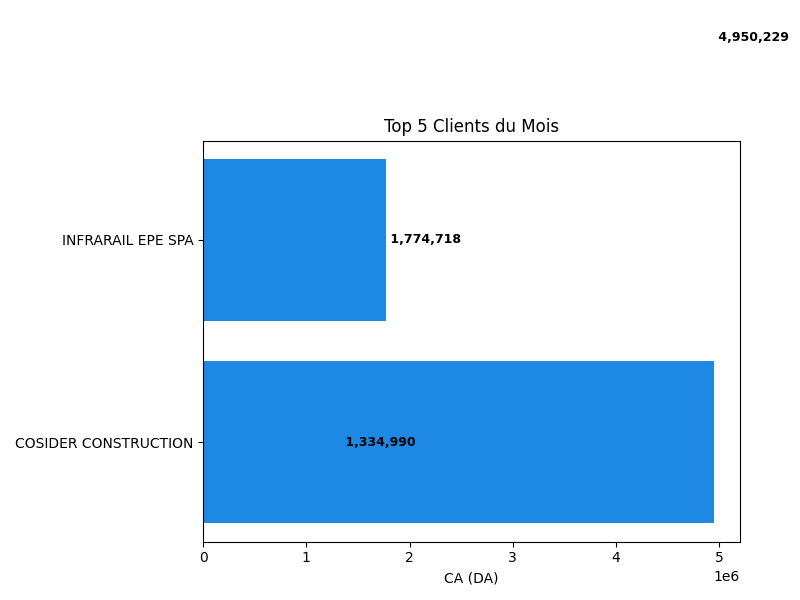 4,950,229
Top 5 Clients du Mois
INFRARAIL EPE SPA
1,774,718
COSIDER CONSTRUCTION
1,334,990
0 1 2 3 4 5
1e6
CA (DA)